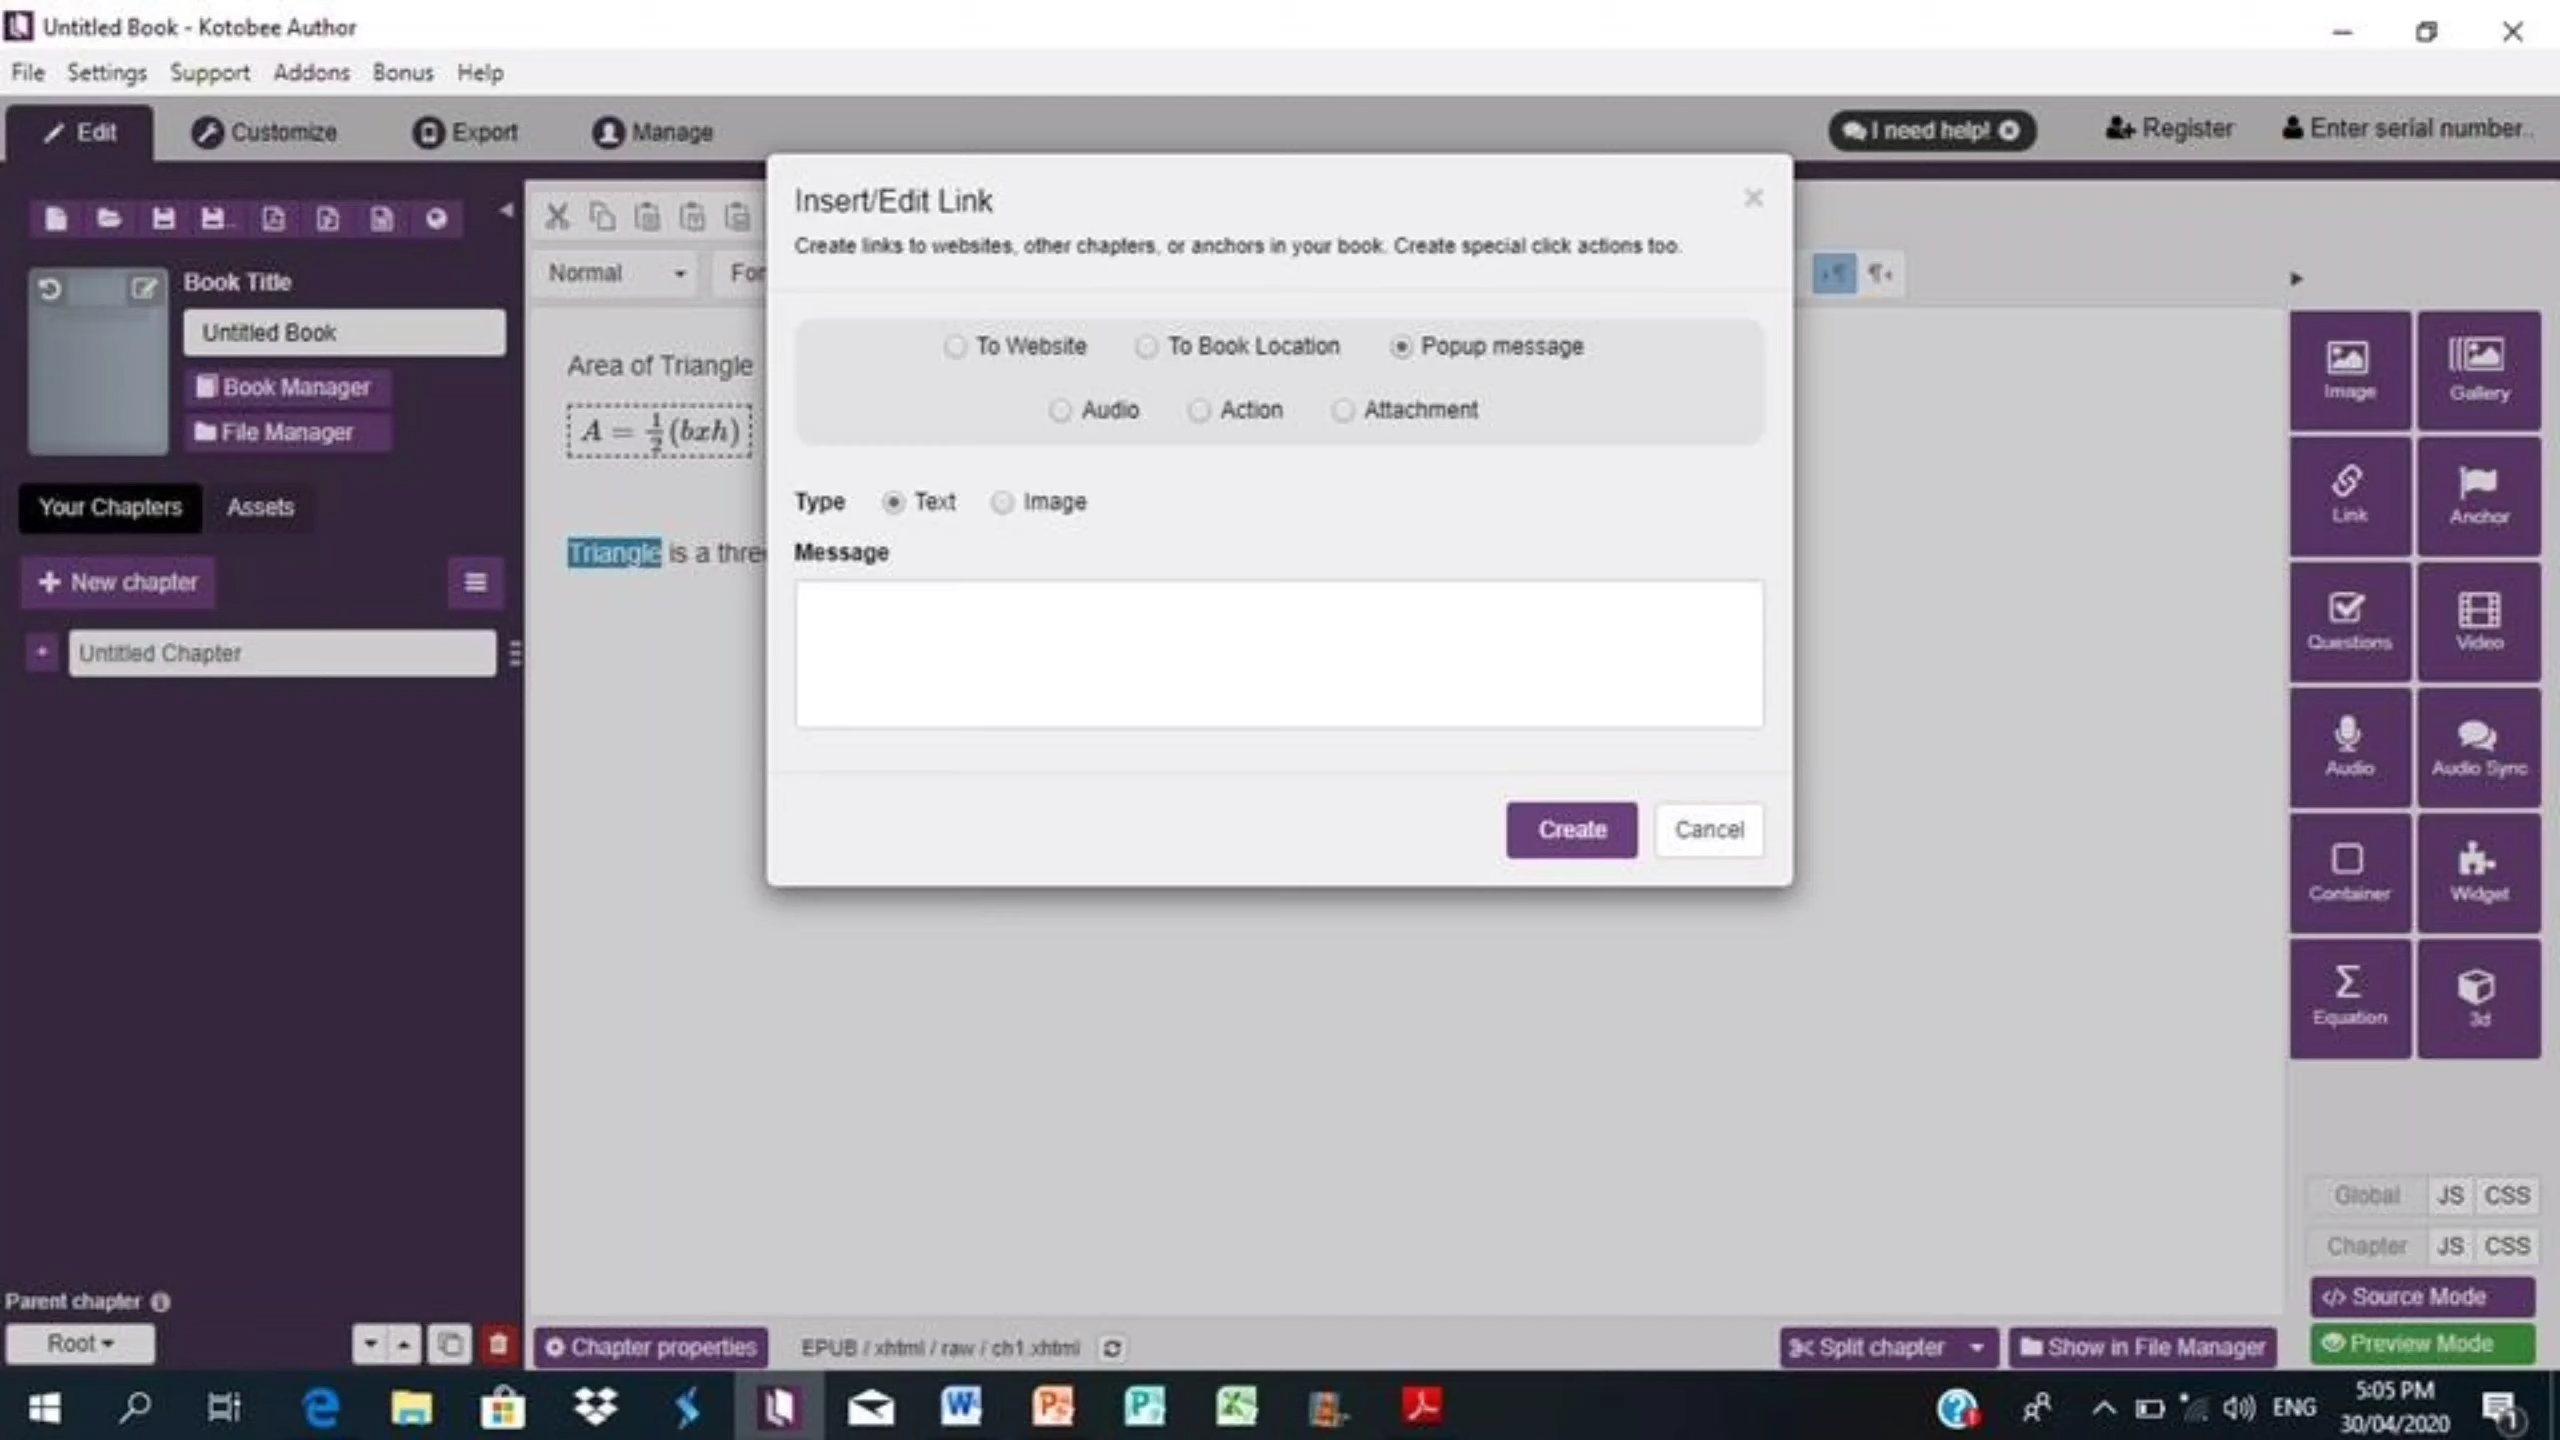 Untitled Book - Kotobee Author
File Settings Support Addons Bonus Help
Edit Customize Export Manage I need help! Register Enter serial number..
Book Title
Untitled Book
Book Manager
File Manager
Your Chapters Assets
New chapter
Untitled Chapter
Parent chapter
Root
Normal For
Area of Triangle
A = 1/2 (bxh)
Triangle is a three
Insert/Edit Link
Create links to websites, other chapters, or anchors in your book. Create special click actions too.
To Website To Book Location Popup message
Audio Action Attachment
Type Text Image
Message
Create Cancel
Image Gallery
Link Anchor
Questions Video
Audio Audio Sync
Container Widget
Equation 3d
Global JS CSS
Chapter JS CSS
Source Mode
Preview Mode
Chapter properties EPUB / xhtml / raw / ch1.xhtml Split chapter Show in File Manager
ENG 5:05 PM
30/04/2020